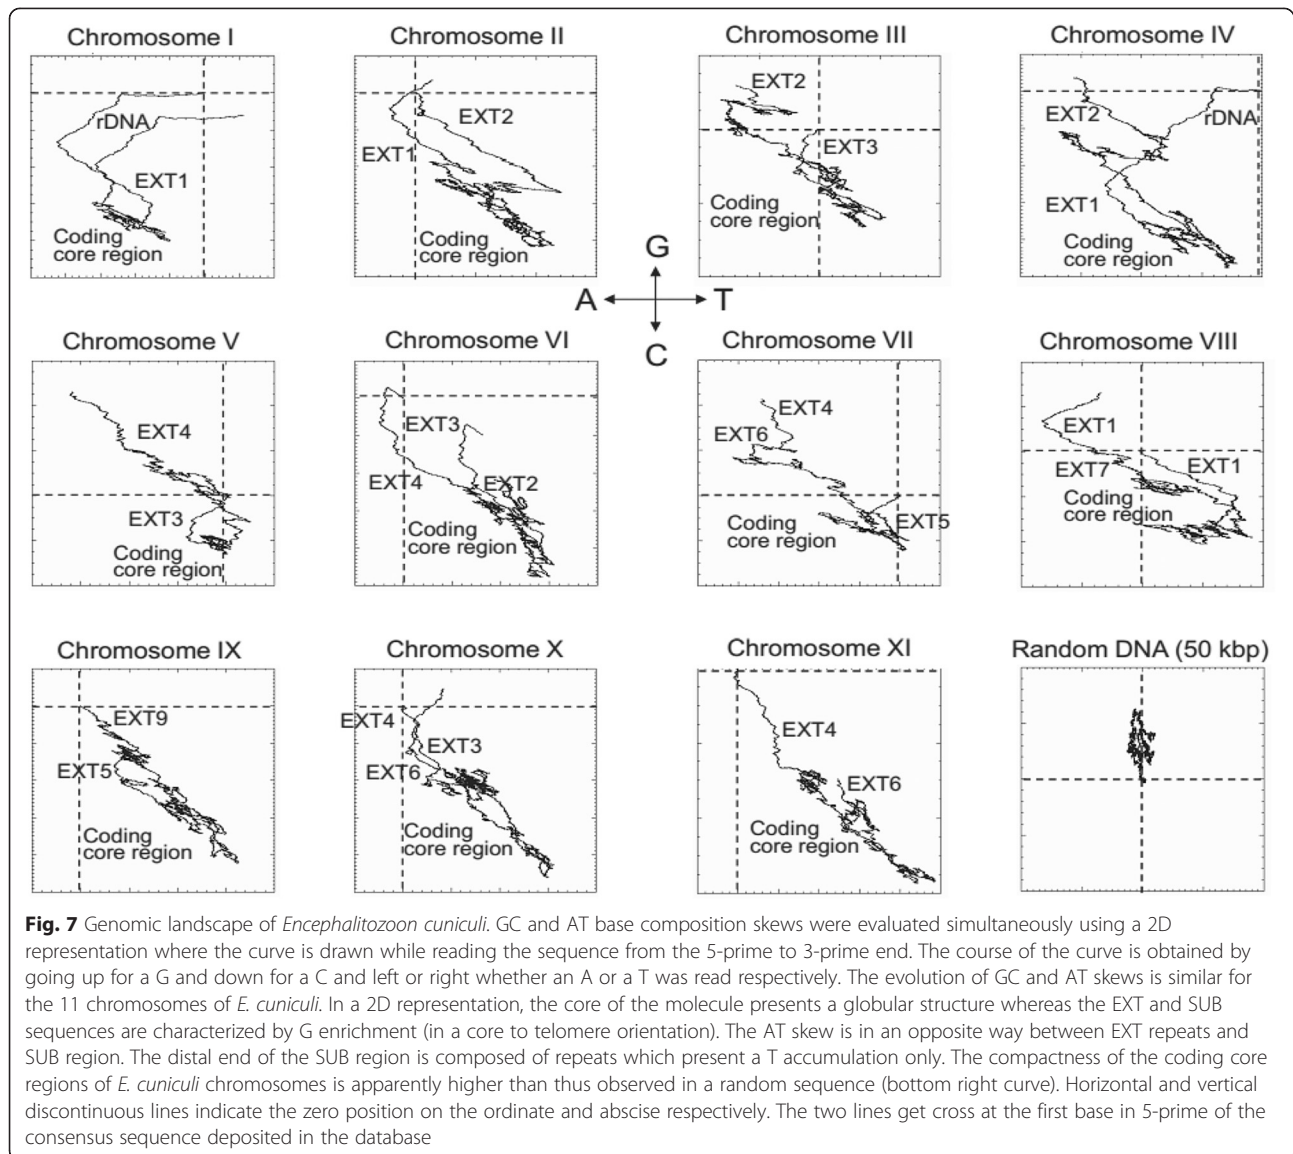 Chromosome I
rDNA
EXT1
Coding
core region
Chromosome II
EXT2
EXT1
Coding
core region
Chromosome III
EXT2
EXT3
Coding
core region
Chromosome IV
EXT2
rDNA
EXT1
Coding
core region
G
A
T
C
Chromosome V
EXT4
EXT3
Coding
core region
Chromosome VI
EXT3
EXT4
EXT2
Coding
core region
Chromosome VII
EXT4
EXT6
EXT5
Coding
core region
Chromosome VIII
EXT1
EXT7
EXT1
Coding
core region
Chromosome IX
EXT9
EXT5
Coding
core region
Chromosome X
EXT4
EXT3
EXT6
Coding
core region
Chromosome XI
EXT4
EXT6
Coding
core region
Random DNA (50 kbp)
Fig. 7 Genomic landscape of Encephalitozoon cuniculi. GC and AT base composition skews were evaluated simultaneously using a 2D
representation where the curve is drawn while reading the sequence from the 5-prime to 3-prime end. The course of the curve is obtained by
going up for a G and down for a C and left or right whether an A or a T was read respectively. The evolution of GC and AT skews is similar for
the 11 chromosomes of E. cuniculi. In a 2D representation, the core of the molecule presents a globular structure whereas the EXT and SUB
sequences are characterized by G enrichment (in a core to telomere orientation). The AT skew is in an opposite way between EXT repeats and
SUB region. The distal end of the SUB region is composed of repeats which present a T accumulation only. The compactness of the coding core
regions of E. cuniculi chromosomes is apparently higher than thus observed in a random sequence (bottom right curve). Horizontal and vertical
discontinuous lines indicate the zero position on the ordinate and abscise respectively. The two lines get cross at the first base in 5-prime of the
consensus sequence deposited in the database